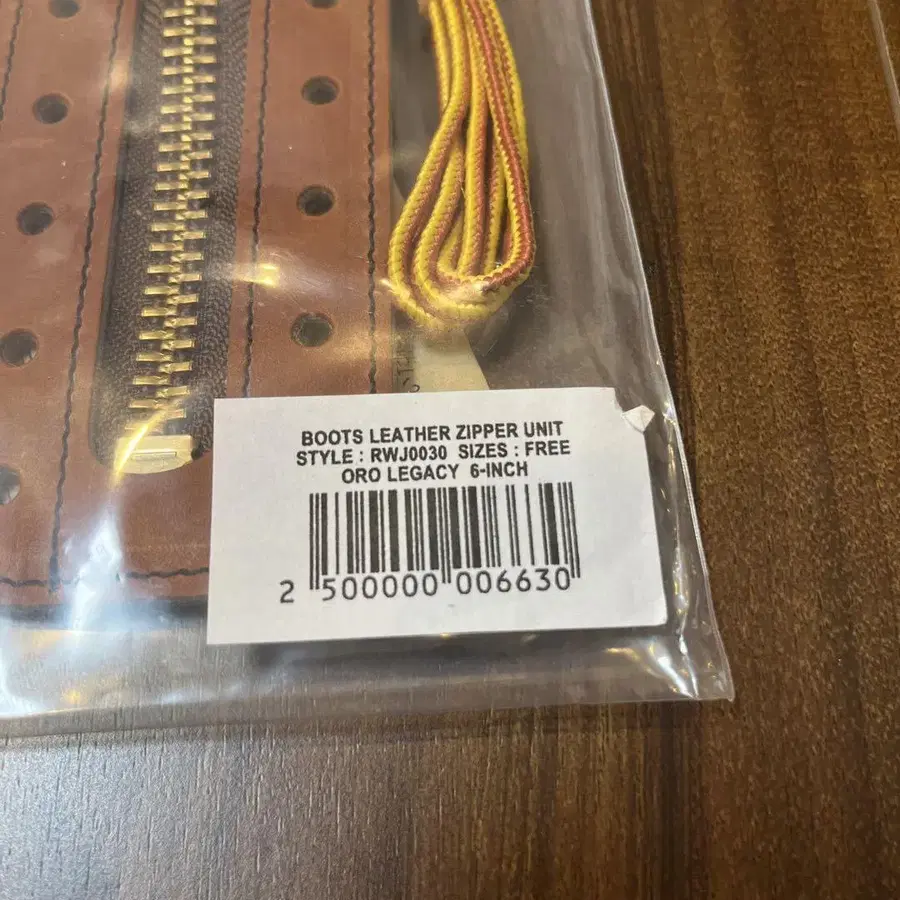 BOOTS LEATHER ZIPPER UNIT
STYLE : RWJ0030 SIZES : FREE
ORO LEGACY 6-INCH
2 500000 006630